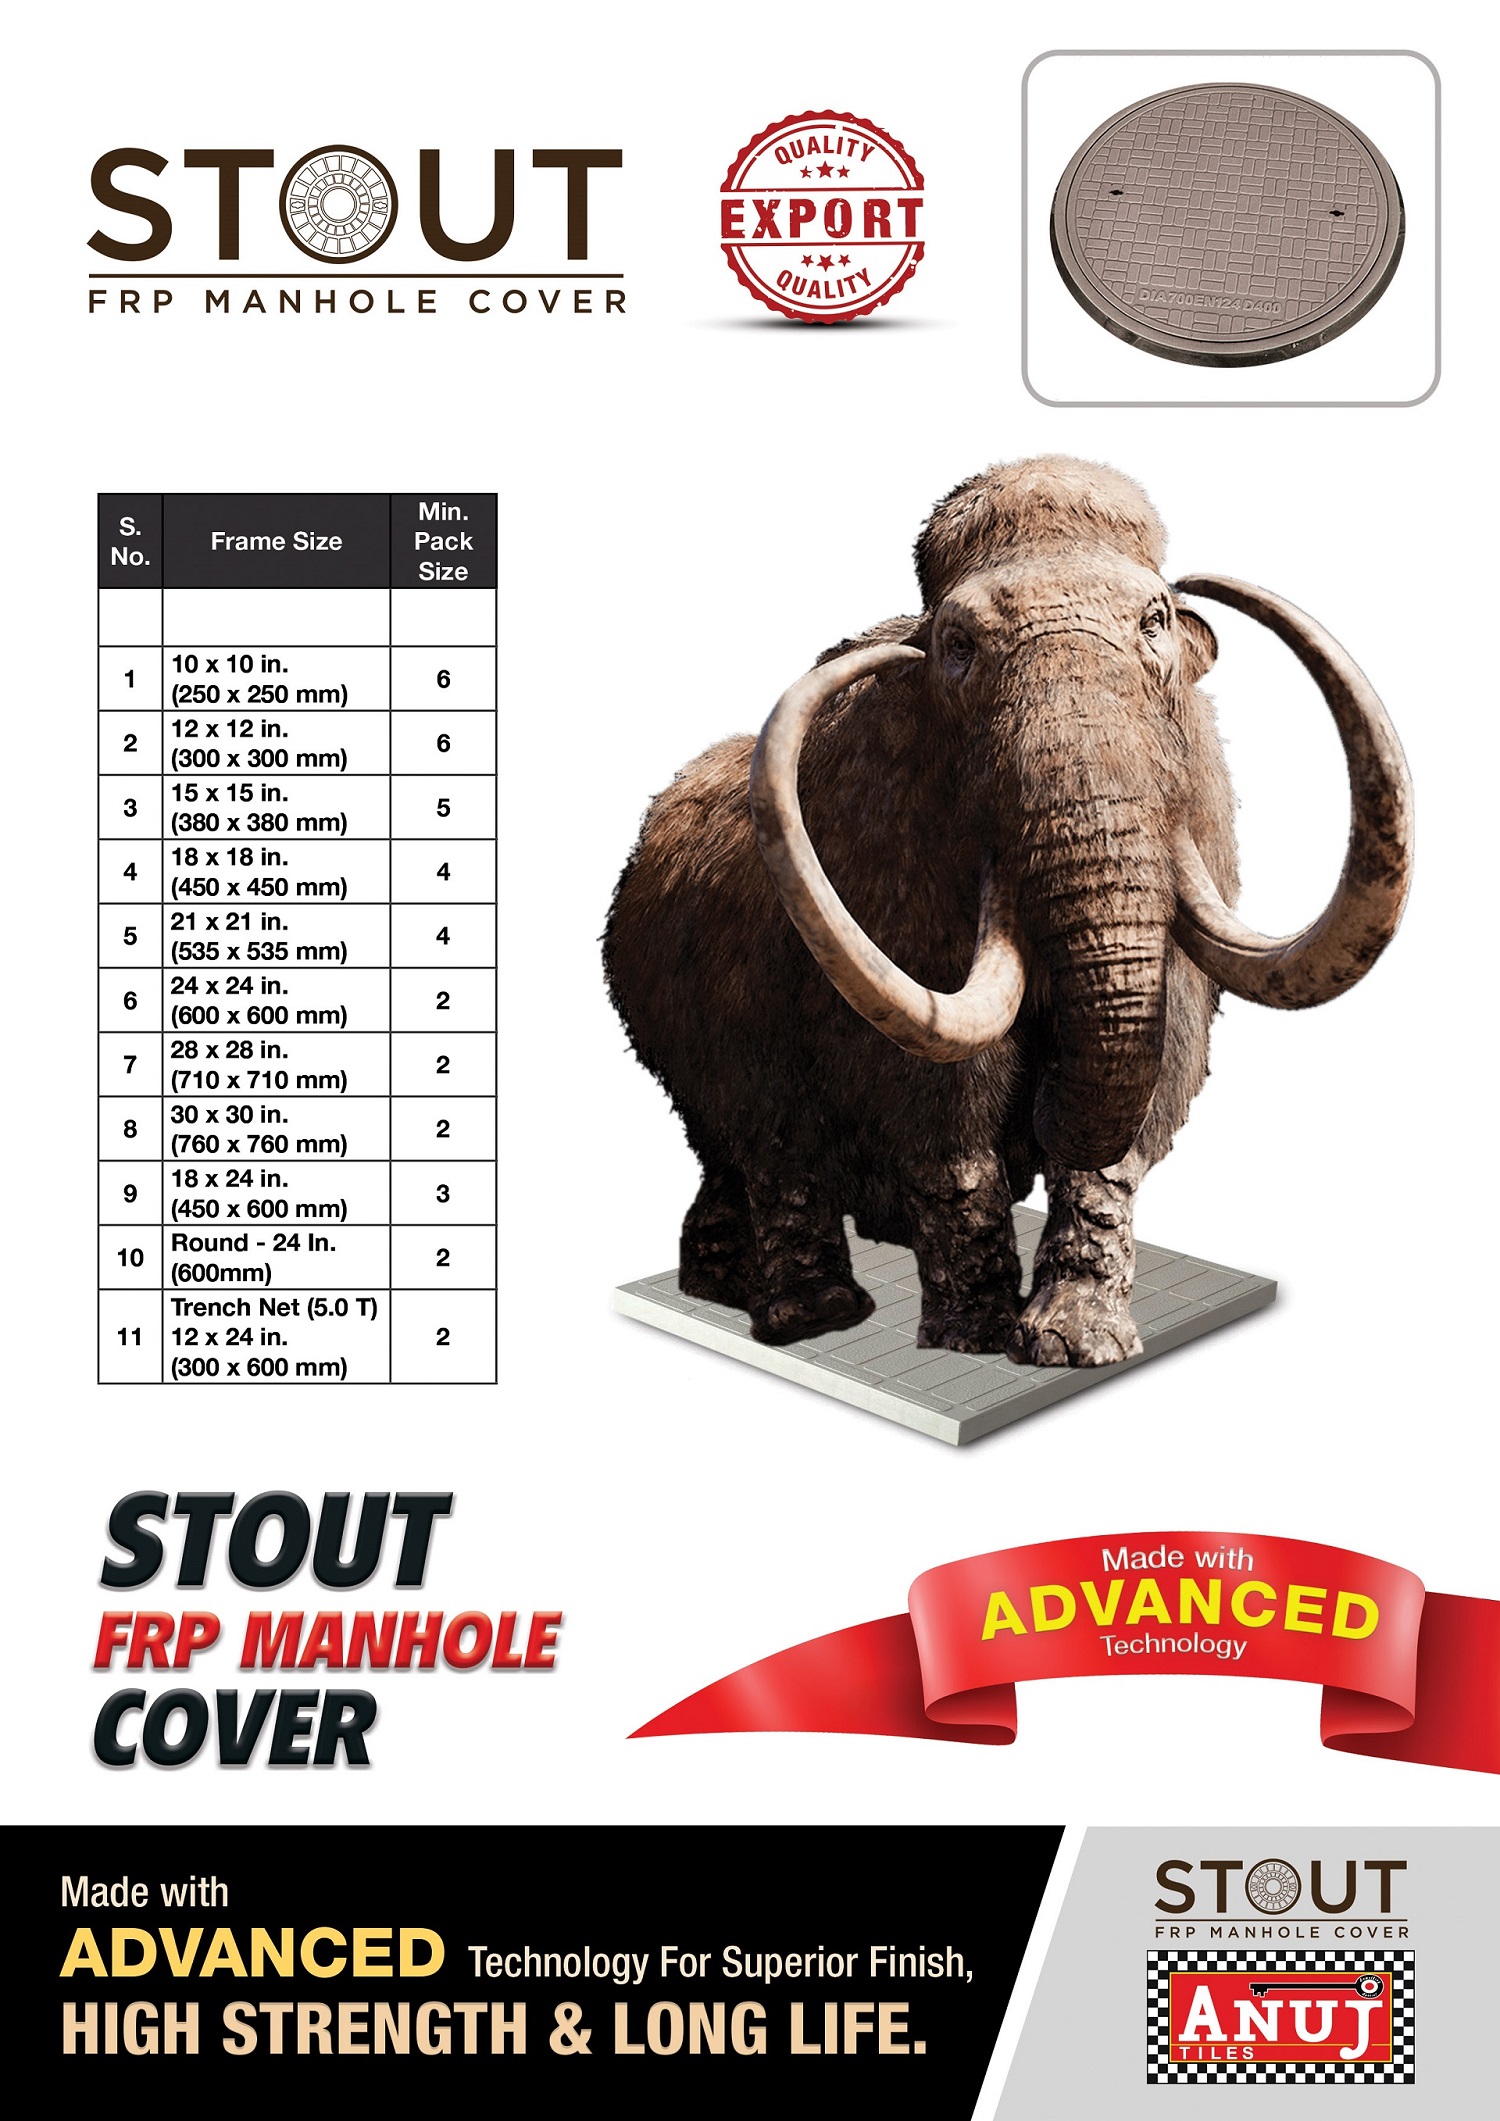 STOUT
FRP MANHOLE COVER
QUALITY
EXPORT
QUALITY
DIA700EN124 D400
S. No. Frame Size Min. Pack Size
1 10 x 10 in. (250 x 250 mm) 6
2 12 x 12 in. (300 x 300 mm) 6
3 15 x 15 in. (380 x 380 mm) 5
4 18 x 18 in. (450 x 450 mm) 4
5 21 x 21 in. (535 x 535 mm) 4
6 24 x 24 in. (600 x 600 mm) 2
7 28 x 28 in. (710 x 710 mm) 2
8 30 x 30 in. (760 x 760 mm) 2
9 18 x 24 in. (450 x 600 mm) 3
10 Round - 24 In. (600mm) 2
11 Trench Net (5.0 T) 12 x 24 in. (300 x 600 mm) 2
STOUT
FRP MANHOLE
COVER
Made with
ADVANCED
Technology
Made with
ADVANCED Technology For Superior Finish,
HIGH STRENGTH & LONG LIFE.
STOUT
FRP MANHOLE COVER
ANUJ
TILES